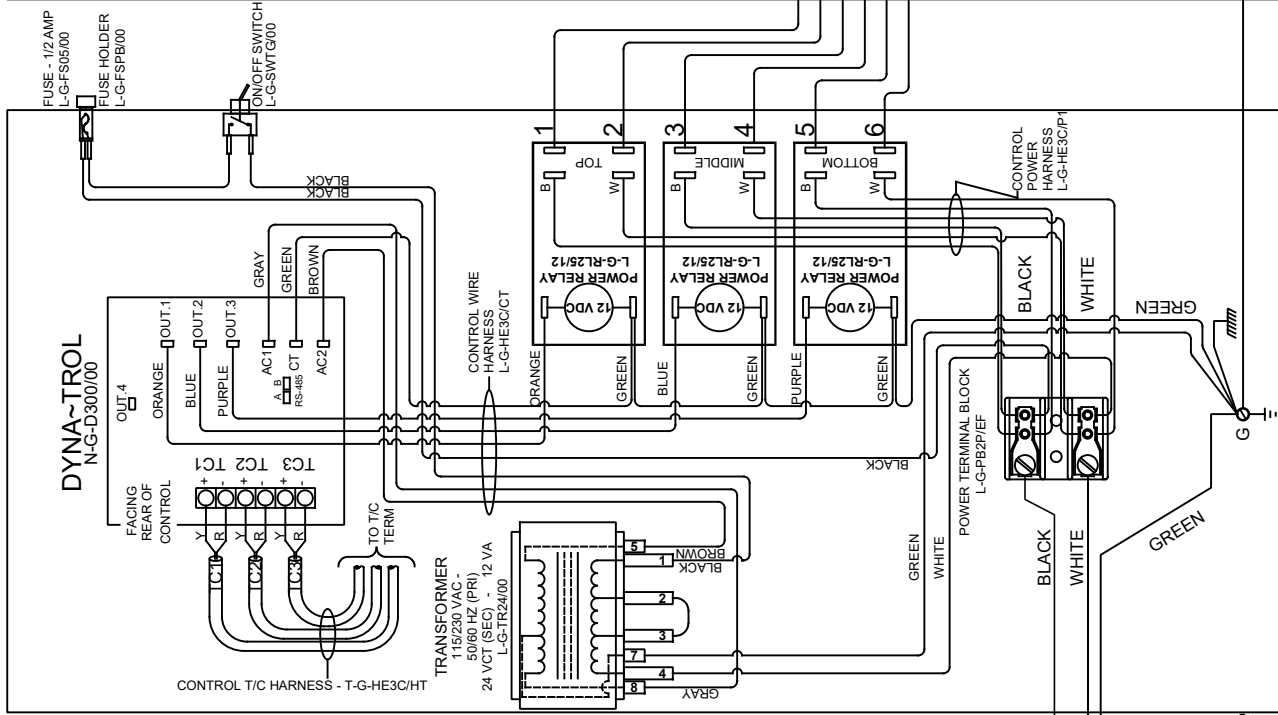 FUSE - 1/2 AMP
L-G-FS05/00
FUSE HOLDER
L-G-FSPB/00
ON/OFF SWITCH
L-G-SWTG/00
BLACK
BLACK
DYNA~TROL
N-G-D300/00
OUT.4
OUT.1
OUT.2
OUT.3
ORANGE
BLUE
PURPLE
AC1
CT
AC2
A B
RS-485
GRAY
GREEN
BROWN
FACING
REAR OF
CONTROL
TC1
TC2
TC3
+
-
+
-
+
-
Y
R
Y
R
Y
R
C1
C2
C3
TO T/C
TERM
CONTROL T/C HARNESS - T-G-HE3C/HT
CONTROL WIRE
HARNESS
L-G-HE3C/CT
TRANSFORMER
115/230 VAC -
50/60 HZ (PRI)
24 VCT (SEC) - 12 VA
L-G-TR24/00
5
1
2
3
7
4
8
BROWN
BLACK
GRAY
1
2
TOP
B
W
POWER RELAY
L-G-RL25/12
12 VDC
ORANGE
GREEN
3
4
MIDDLE
B
W
POWER RELAY
L-G-RL25/12
12 VDC
BLUE
GREEN
5
6
BOTTOM
B
W
POWER RELAY
L-G-RL25/12
12 VDC
PURPLE
GREEN
CONTROL
POWER
HARNESS
L-G-HE3C/P1
BLACK
WHITE
GREEN
BLACK
GREEN
WHITE
POWER TERMINAL BLOCK
L-G-PB2P/EF
BLACK
WHITE
GREEN
G